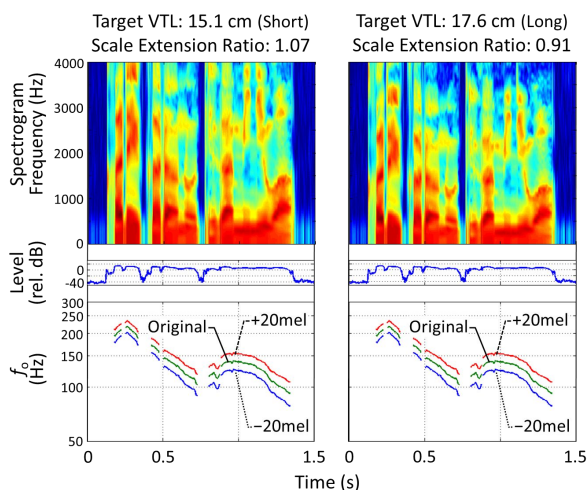 Target VTL: 15.1 cm (Short)
Scale Extension Ratio: 1.07
Target VTL: 17.6 cm (Long)
Scale Extension Ratio: 0.91
Spectrogram
Frequency (Hz)
4000
3000
2000
1000
0
Level
(rel. dB)
0
−40
fo
(Hz)
300
250
200
150
100
50
Original
+20mel
−20mel
Original
+20mel
−20mel
0 0.5 1.0 1.5
0 0.5 1.0 1.5
Time (s)